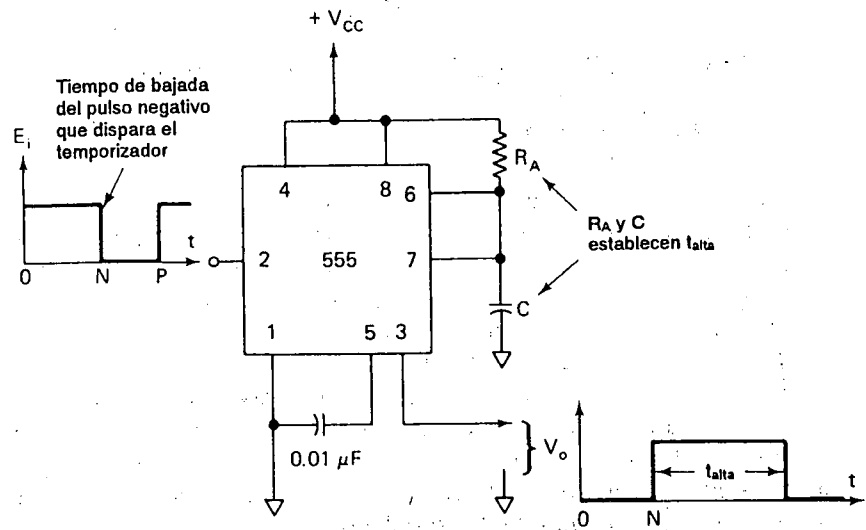 + V_CC
Tiempo de bajada
del pulso negativo
que dispara el
temporizador
E_i
t
0 N P
4 8 6
R_A
2 555 7
R_A y C
establecen t_alta
C
1 5 3
0.01 μF
V_o
t_alta
t
0 N